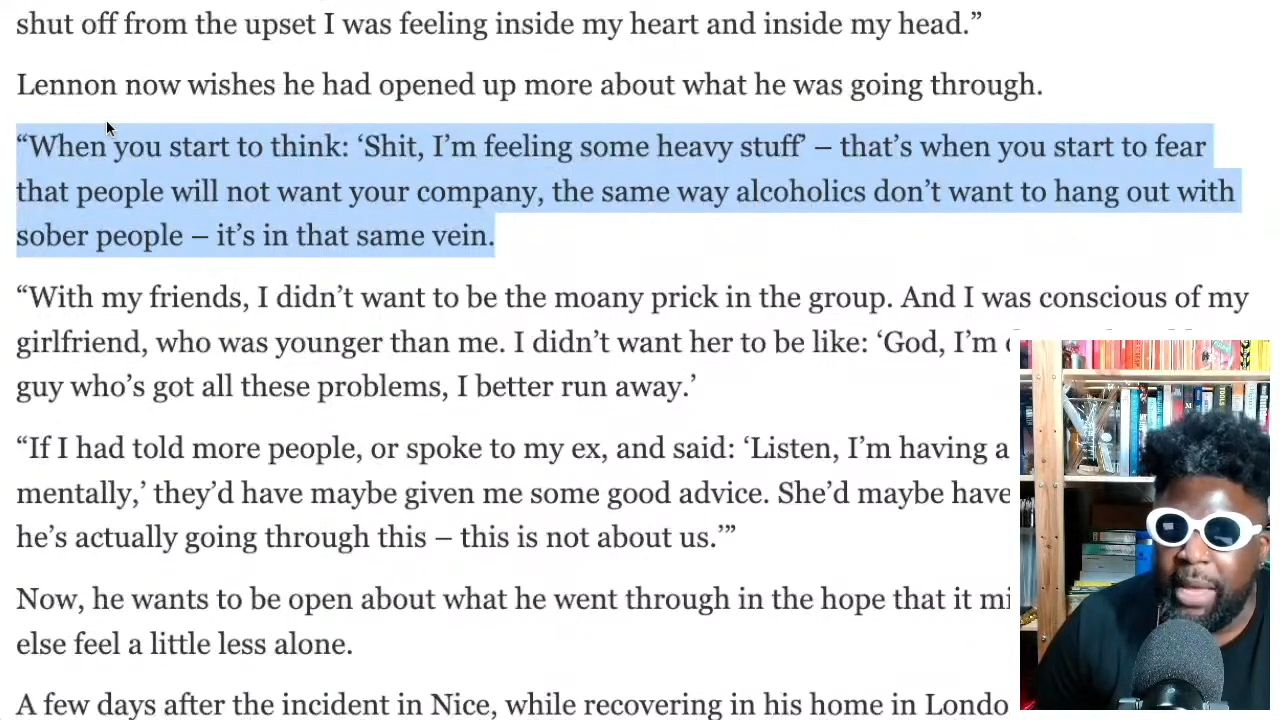 shut off from the upset I was feeling inside my heart and inside my head.”
Lennon now wishes he had opened up more about what he was going through.
“When you start to think: ‘Shit, I’m feeling some heavy stuff’ – that’s when you start to fear
that people will not want your company, the same way alcoholics don’t want to hang out with
sober people – it’s in that same vein.
“With my friends, I didn’t want to be the moany prick in the group. And I was conscious of my
girlfriend, who was younger than me. I didn’t want her to be like: ‘God, I’m
guy who’s got all these problems, I better run away.’
“If I had told more people, or spoke to my ex, and said: ‘Listen, I’m having a
mentally,’ they’d have maybe given me some good advice. She’d maybe have
he’s actually going through this – this is not about us.’”
Now, he wants to be open about what he went through in the hope that it mi
else feel a little less alone.
A few days after the incident in Nice, while recovering in his home in Londo